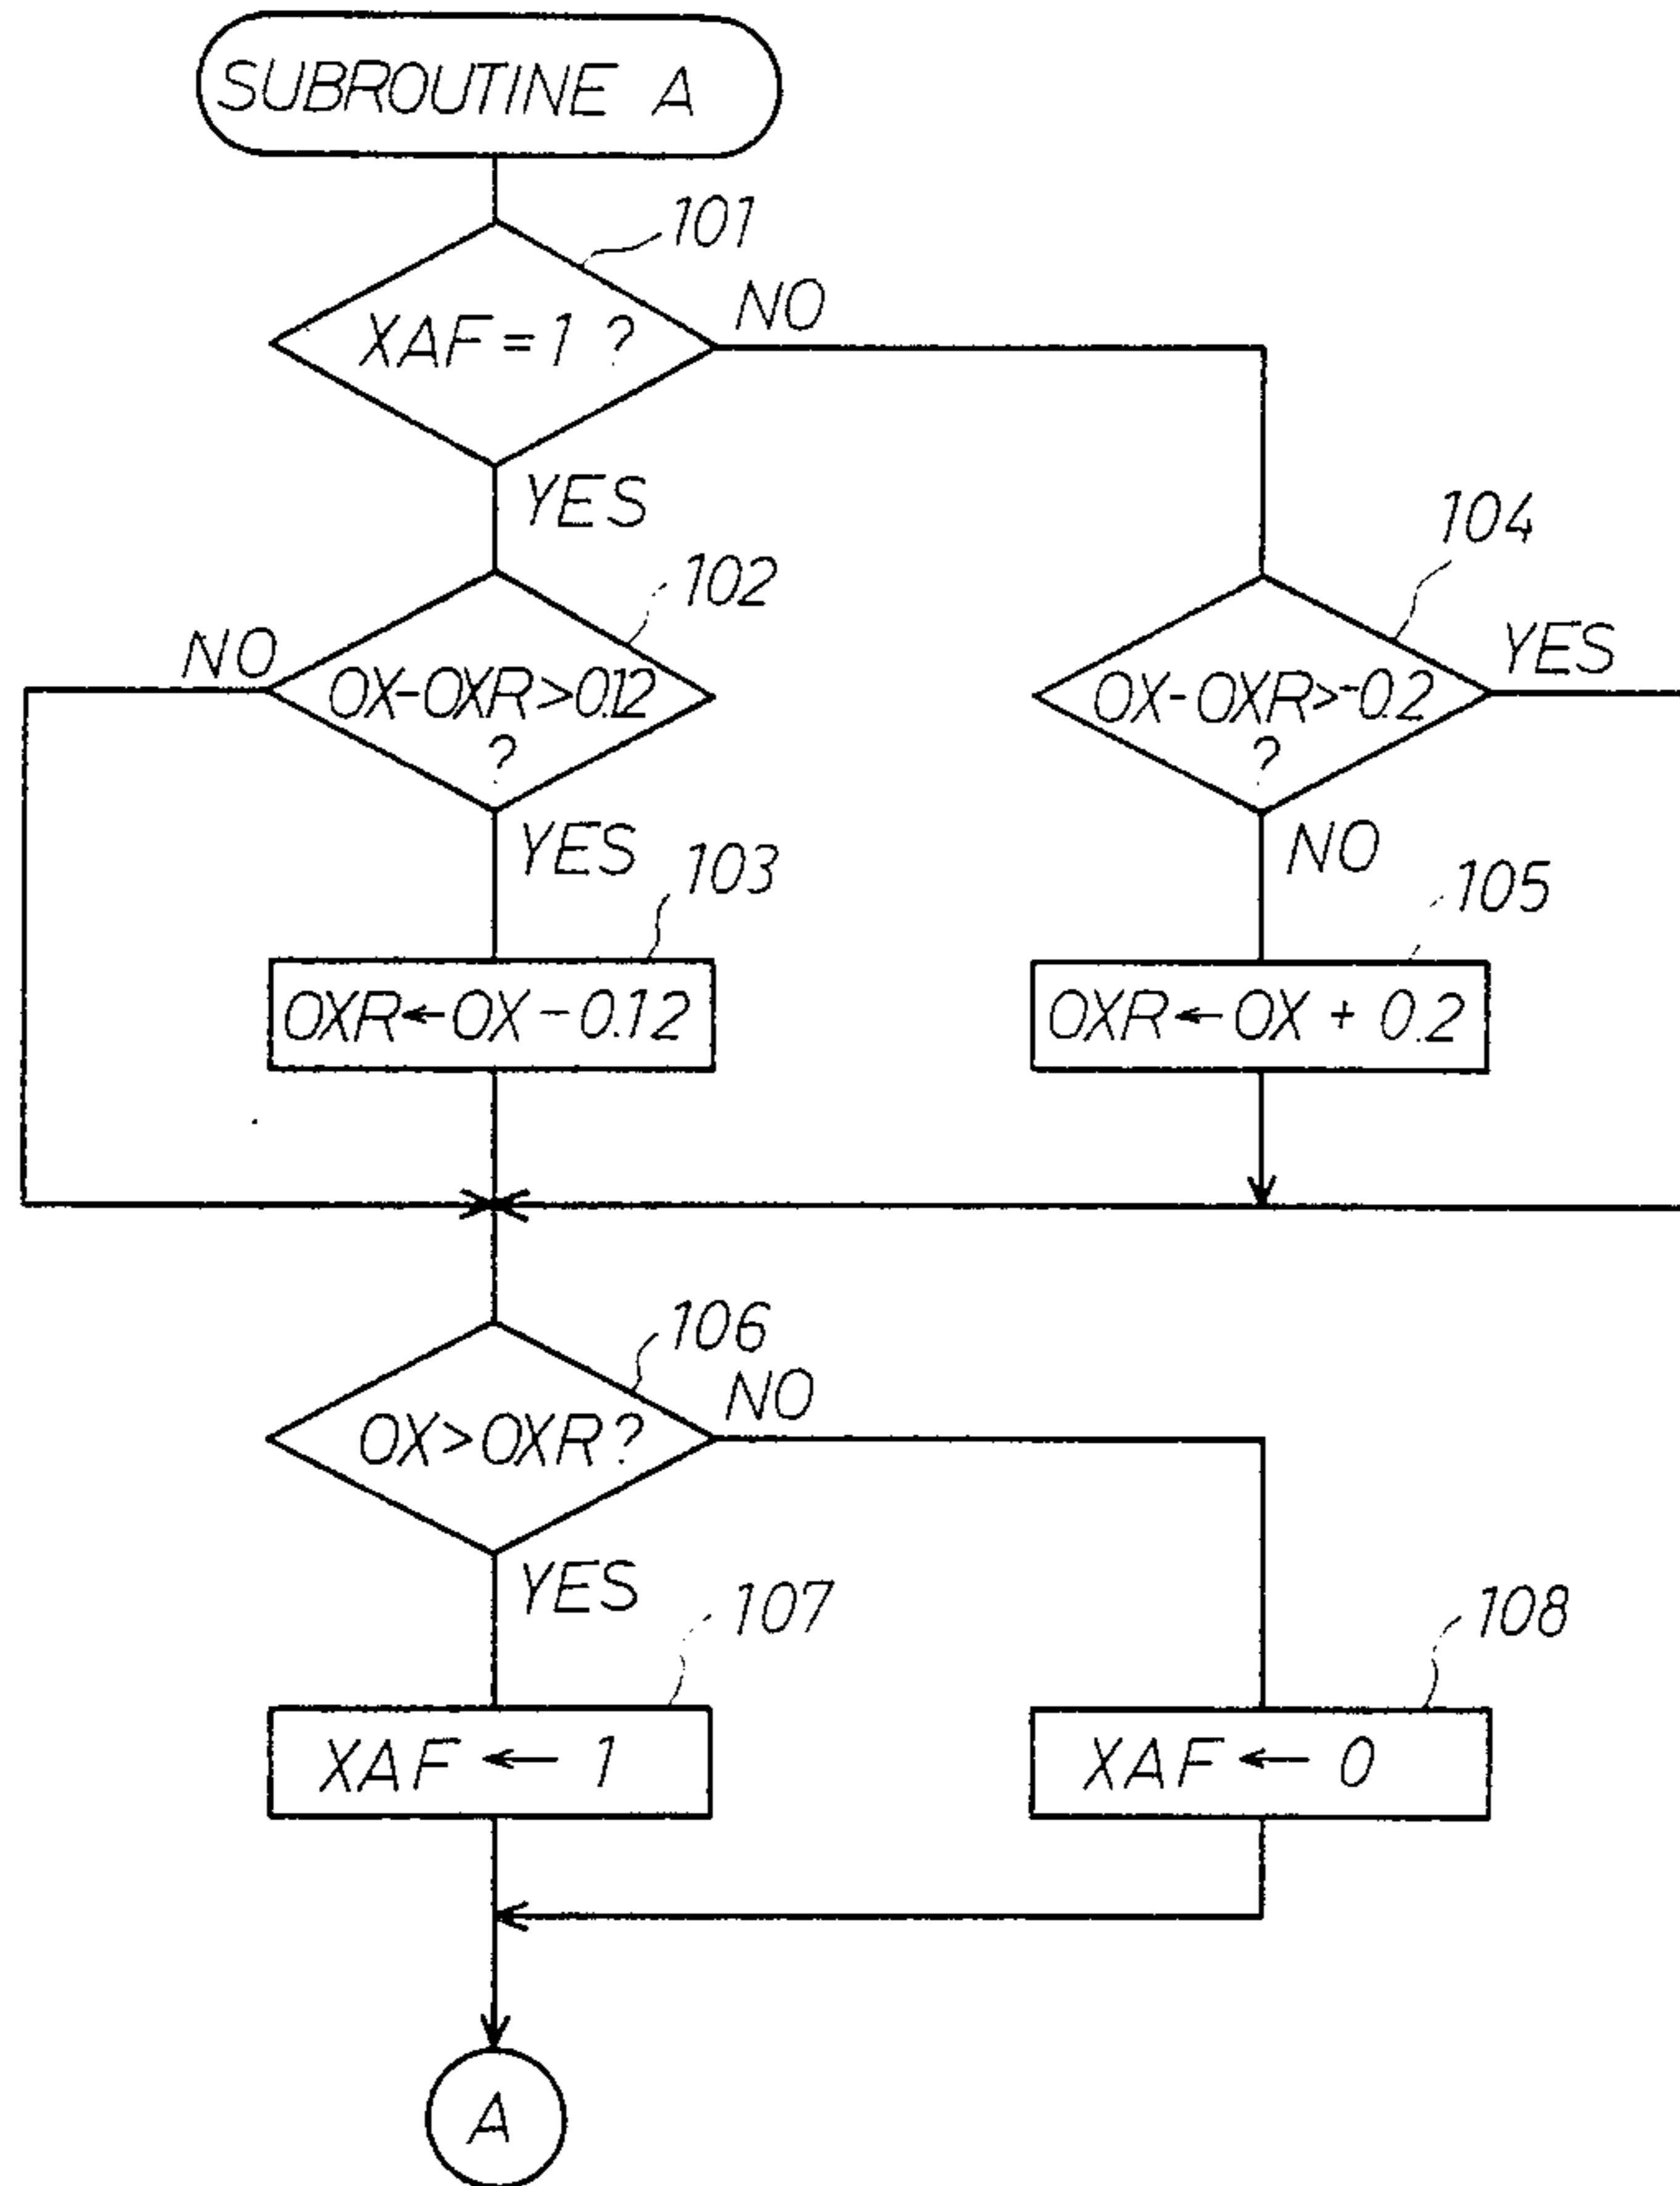 SUBROUTINE A
101
XAF = 1 ?
NO
YES
102
NO
OX-OXR>0.12
?
YES
104
YES
OX-OXR>-0.2
?
NO
103
OXR←OX-0.12
105
OXR←OX + 0.2
106
NO
OX>OXR?
YES
107
XAF ← 1
108
XAF ← 0
A